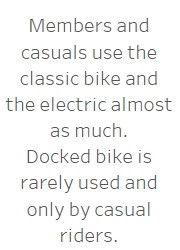 Members and
casuals use the
classic bike and
the electric almost
as much.
Docked bike is
rarely used and
only by casual
riders.